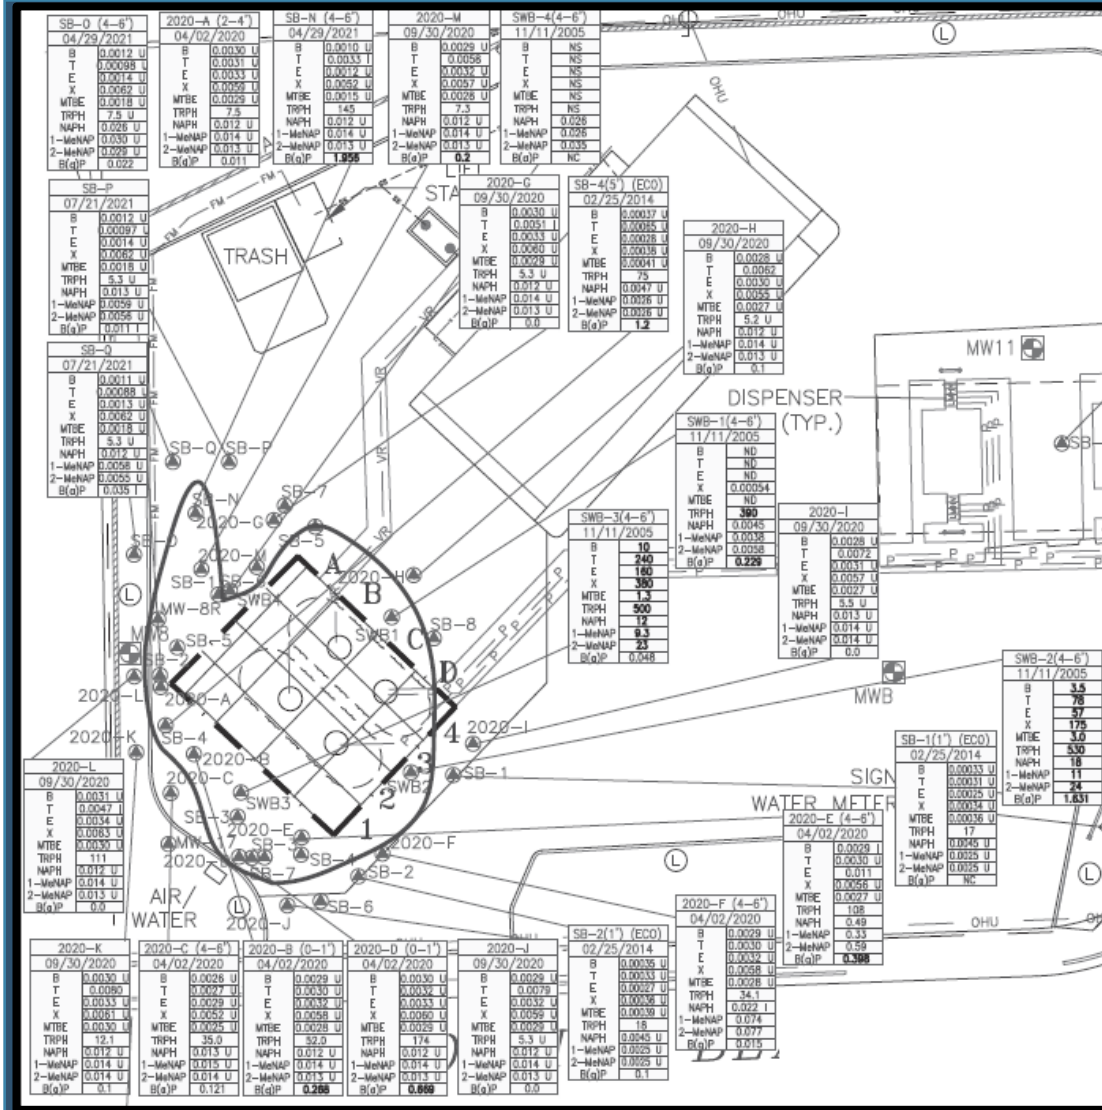 SB-O (4-6")
04/29/2021
B 0.0012 U
T 0.00098 U
E 0.0014 U
X 0.0062 U
MTBE 0.0018 U
TRPH 7.5 U
NAPH 0.026 U
1-MeNAP 0.030 U
2-MeNAP 0.029 U
B(a)P 0.022
2020-A (2-4")
04/02/2020
B 0.0030 U
T 0.0031 U
E 0.0033 U
X 0.0059 U
MTBE 0.0029 U
TRPH 7.5
NAPH 0.012 U
1-MeNAP 0.014 U
2-MeNAP 0.013 U
B(a)P 0.011
SB-N (4-6")
04/29/2021
B 0.0010 U
T 0.0033 I
E 0.0012 U
X 0.0052 U
MTBE 0.0015 U
TRPH 145
NAPH 0.012 U
1-MeNAP 0.014 U
2-MeNAP 0.013 U
B(a)P 1.955
2020-M
09/30/2020
B 0.0029 U
T 0.0056
E 0.0032 U
X 0.0057 U
MTBE 0.0028 U
TRPH 7.3
NAPH 0.012 U
1-MeNAP 0.014 U
2-MeNAP 0.013 U
B(a)P 0.2
SWB-4(4-6")
11/11/2005
B NS
T NS
E NS
X NS
MTBE NS
TRPH NS
NAPH 0.026
1-MeNAP 0.026
2-MeNAP 0.035
B(a)P NC
OHU
OHU
L
OHU
SB-P
07/21/2021
B 0.0012 U
T 0.00097 U
E 0.0014 U
X 0.0062 U
MTBE 0.0018 U
TRPH 5.3 U
NAPH 0.013 U
1-MeNAP 0.0059 U
2-MeNAP 0.0056 U
B(a)P 0.011 I
FM
FM
FM
TRASH
LIFT
STA
2020-G
09/30/2020
B 0.0030 U
T 0.0051 I
E 0.0033 U
X 0.0060 U
MTBE 0.0029 U
TRPH 5.3 U
NAPH 0.012 U
1-MeNAP 0.014 U
2-MeNAP 0.013 U
B(a)P 0.0
SB-4(5') (ECO)
02/25/2014
B 0.00037 U
T 0.00065 U
E 0.00028 U
X 0.00038 U
MTBE 0.00041 U
TRPH 75
NAPH 0.0047 U
1-MeNAP 0.0026 U
2-MeNAP 0.0026 U
B(a)P 1.2
2020-H
09/30/2020
B 0.0028 U
T 0.0062
E 0.0030 U
X 0.0055 U
MTBE 0.0027 U
TRPH 5.2 U
NAPH 0.012 U
1-MeNAP 0.014 U
2-MeNAP 0.013 U
B(a)P 0.1
SB-Q
07/21/2021
B 0.0011 U
T 0.00088 U
E 0.0013 U
X 0.0062 U
MTBE 0.0018 U
TRPH 5.3 U
NAPH 0.012 U
1-MeNAP 0.0058 U
2-MeNAP 0.0055 U
B(a)P 0.035 I
FM
FM
VR
VR
VR
VR
MW11
DISPENSER
(TYP.)
SB-
SWB-1(4-6")
11/11/2005
B ND
T ND
E ND
X 0.00054
MTBE ND
TRPH 390
NAPH 0.0045
1-MeNAP 0.0038
2-MeNAP 0.0058
B(a)P 0.229
SWB-3(4-6")
11/11/2005
B 10
T 240
E 160
X 380
MTBE 1.3
TRPH 500
NAPH 12
1-MeNAP 9.3
2-MeNAP 23
B(a)P 0.048
2020-I
09/30/2020
B 0.0028 U
T 0.0072
E 0.0031 U
X 0.0057 U
MTBE 0.0027 U
TRPH 5.5 U
NAPH 0.013 U
1-MeNAP 0.014 U
2-MeNAP 0.014 U
B(a)P 0.0
SB-Q
SB-P
SB-N
2020-G
SB-7
SB-5
SB-O
2020-M
2020-H
L
SB-1
SWB4
MW-8R
MW8
SB-5
SB-2
2020-L
2020-A
SWB1
SB-8
A
B
C
D
4
3
2
1
2020-I
SB-1
SWB2
2020-K
SB-4
2020-B
2020-C
SWB3
SB-3
2020-E
SB-3
SB-4
2020-F
SB-2
SB-7
SB-6
2020-J
L
AIR/
WATER
MWB
SIGN
WATER METER
L
L
SWB-2(4-6")
11/11/2005
B 3.5
T 78
E 57
X 175
MTBE 3.0
TRPH 530
NAPH 18
1-MeNAP 11
2-MeNAP 24
B(a)P 1.631
SB-1(1") (ECO)
02/25/2014
B 0.00033 U
T 0.00031 U
E 0.00025 U
X 0.00034 U
MTBE 0.00036 U
TRPH 17
NAPH 0.0045 U
1-MeNAP 0.0025 U
2-MeNAP 0.0025 U
B(a)P NC
2020-L
09/30/2020
B 0.0031 U
T 0.0047 I
E 0.0034 U
X 0.0063 U
MTBE 0.0030 U
TRPH 111
NAPH 0.012 U
1-MeNAP 0.014 U
2-MeNAP 0.013 U
B(a)P 0.0
2020-E (4-6")
04/02/2020
B 0.0029 I
T 0.0030 U
E 0.011
X 0.0056 U
MTBE 0.0027 U
TRPH 108
NAPH 0.49
1-MeNAP 0.33
2-MeNAP 0.59
B(a)P 0.398
2020-F (4-6")
04/02/2020
B 0.0029 U
T 0.0030 U
E 0.0032 U
X 0.0058 U
MTBE 0.0028 U
TRPH 34.1
NAPH 0.022 I
1-MeNAP 0.074
2-MeNAP 0.077
B(a)P 0.015
OHU
OHU
2020-K
09/30/2020
B 0.0030 U
T 0.0080
E 0.0033 U
X 0.0061 U
MTBE 0.0030 U
TRPH 12.1
NAPH 0.012 U
1-MeNAP 0.014 U
2-MeNAP 0.014 U
B(a)P 0.1
2020-C (4-6")
04/02/2020
B 0.0026 U
T 0.0027 U
E 0.0029 U
X 0.0052 U
MTBE 0.0025 U
TRPH 35.0
NAPH 0.013 U
1-MeNAP 0.015 U
2-MeNAP 0.014 U
B(a)P 0.121
2020-B (0-1")
04/02/2020
B 0.0029 U
T 0.0030 U
E 0.0032 U
X 0.0058 U
MTBE 0.0028 U
TRPH 52.0
NAPH 0.012 U
1-MeNAP 0.014 U
2-MeNAP 0.013 U
B(a)P 0.268
2020-D (0-1")
04/02/2020
B 0.0030 U
T 0.0032 U
E 0.0033 U
X 0.0060 U
MTBE 0.0029 U
TRPH 174
NAPH 0.012 U
1-MeNAP 0.014 U
2-MeNAP 0.013 U
B(a)P 0.659
2020-J
09/30/2020
B 0.0029 U
T 0.0079
E 0.0032 U
X 0.0059 U
MTBE 0.0029 U
TRPH 5.3 U
NAPH 0.012 U
1-MeNAP 0.014 U
2-MeNAP 0.013 U
B(a)P 0.0
SB-2(1") (ECO)
02/25/2014
B 0.00035 U
T 0.00033 U
E 0.00027 U
X 0.00036 U
MTBE 0.00039 U
TRPH 18
NAPH 0.0045 U
1-MeNAP 0.0025 U
2-MeNAP 0.0025 U
B(a)P 0.1